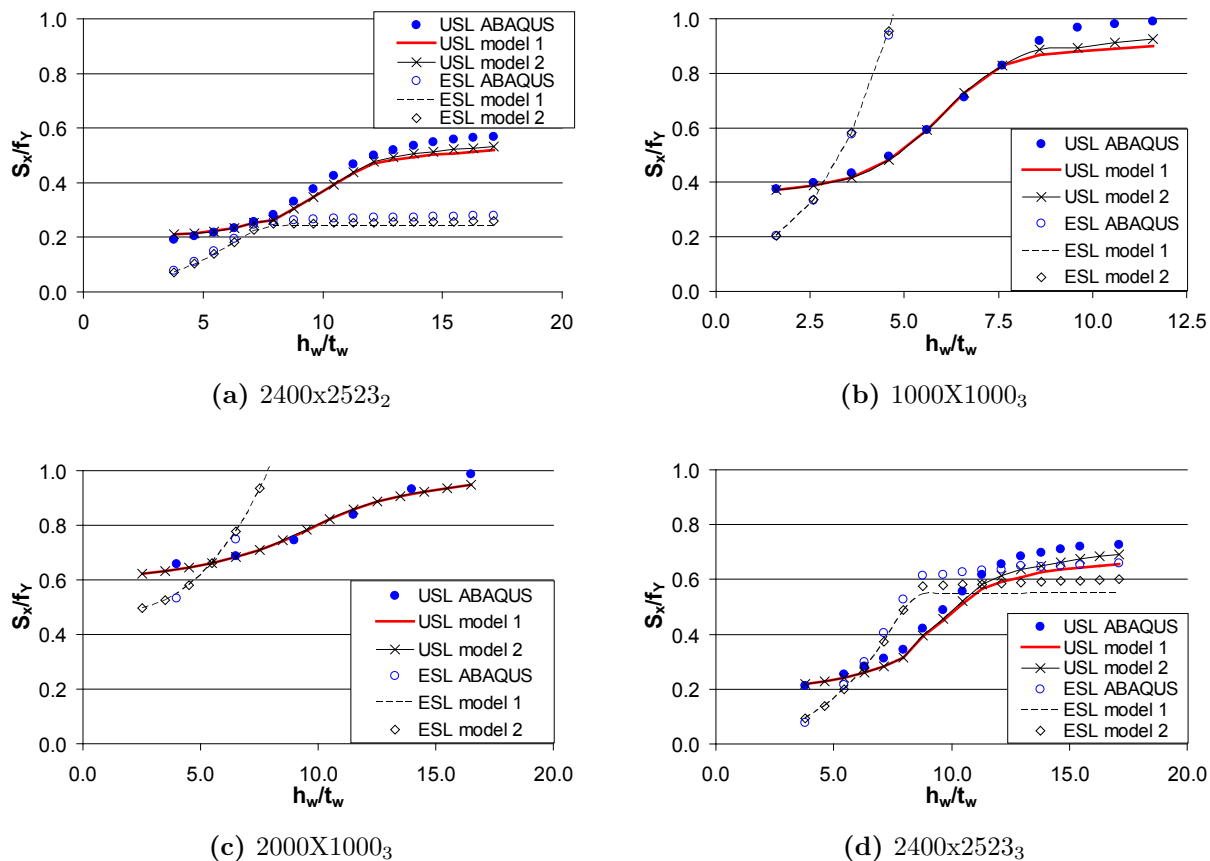 USL ABAQUS
USL model 1
USL model 2
ESL ABAQUS
ESL model 1
ESL model 2
1.0
0.8
0.6
0.4
0.2
0.0
0 5 10 15 20
Sx/fY
hw/tw
(a) 2400x2523₂
USL ABAQUS
USL model 1
USL model 2
ESL ABAQUS
ESL model 1
ESL model 2
1.0
0.8
0.6
0.4
0.2
0.0
0.0 2.5 5.0 7.5 10.0 12.5
Sx/fY
hw/tw
(b) 1000X1000₃
USL ABAQUS
USL model 1
USL model 2
ESL ABAQUS
ESL model 1
ESL model 2
1.0
0.8
0.6
0.4
0.2
0.0
0.0 5.0 10.0 15.0 20.0
Sx/fY
hw/tw
(c) 2000X1000₃
USL ABAQUS
USL model 1
USL model 2
ESL ABAQUS
ESL model 1
ESL model 2
1.0
0.8
0.6
0.4
0.2
0.0
0.0 5.0 10.0 15.0 20.0
Sx/fY
hw/tw
(d) 2400x2523₃